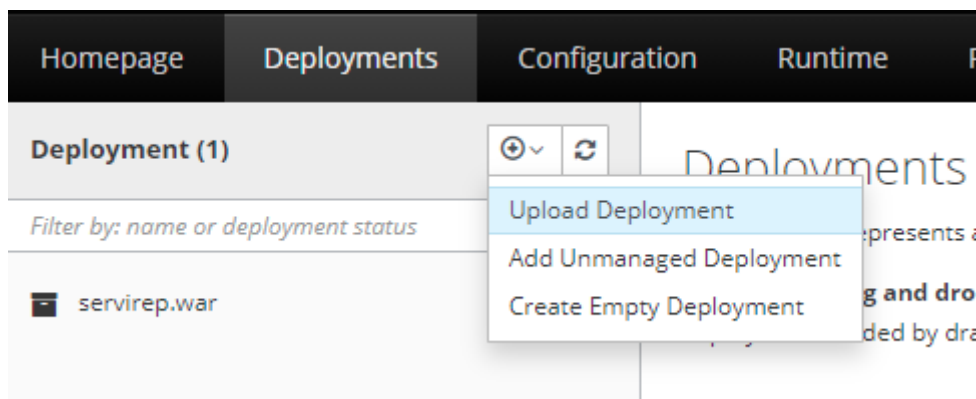 Homepage Deployments Configuration Runtime
Deployment (1)
Deployments
Upload Deployment
Filter by: name or deployment status
Add Unmanaged Deployment
servirep.war
Create Empty Deployment